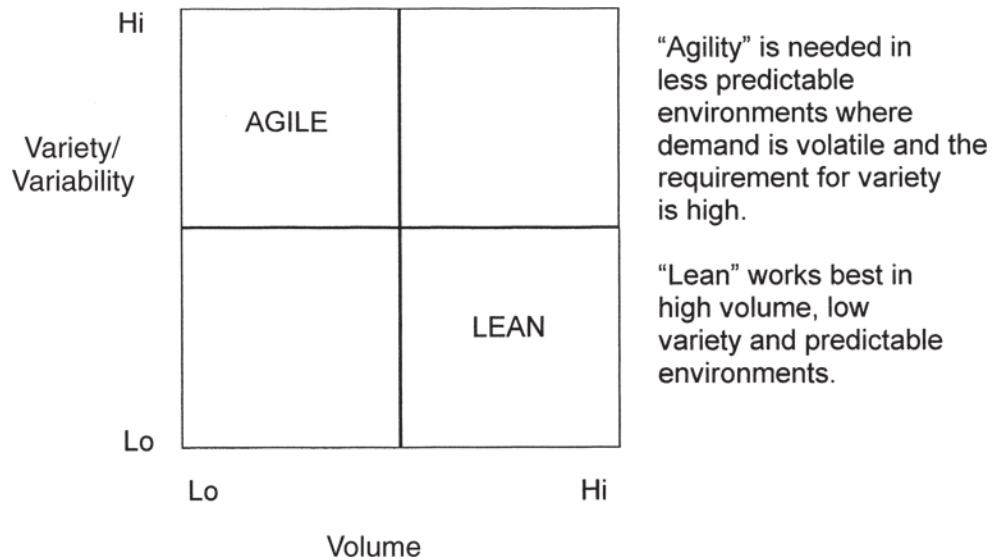 Hi
AGILE
Variety/
Variability
LEAN
Lo
Lo
Hi
Volume
“Agility” is needed in
less predictable
environments where
demand is volatile and the
requirement for variety
is high.
“Lean” works best in
high volume, low
variety and predictable
environments.